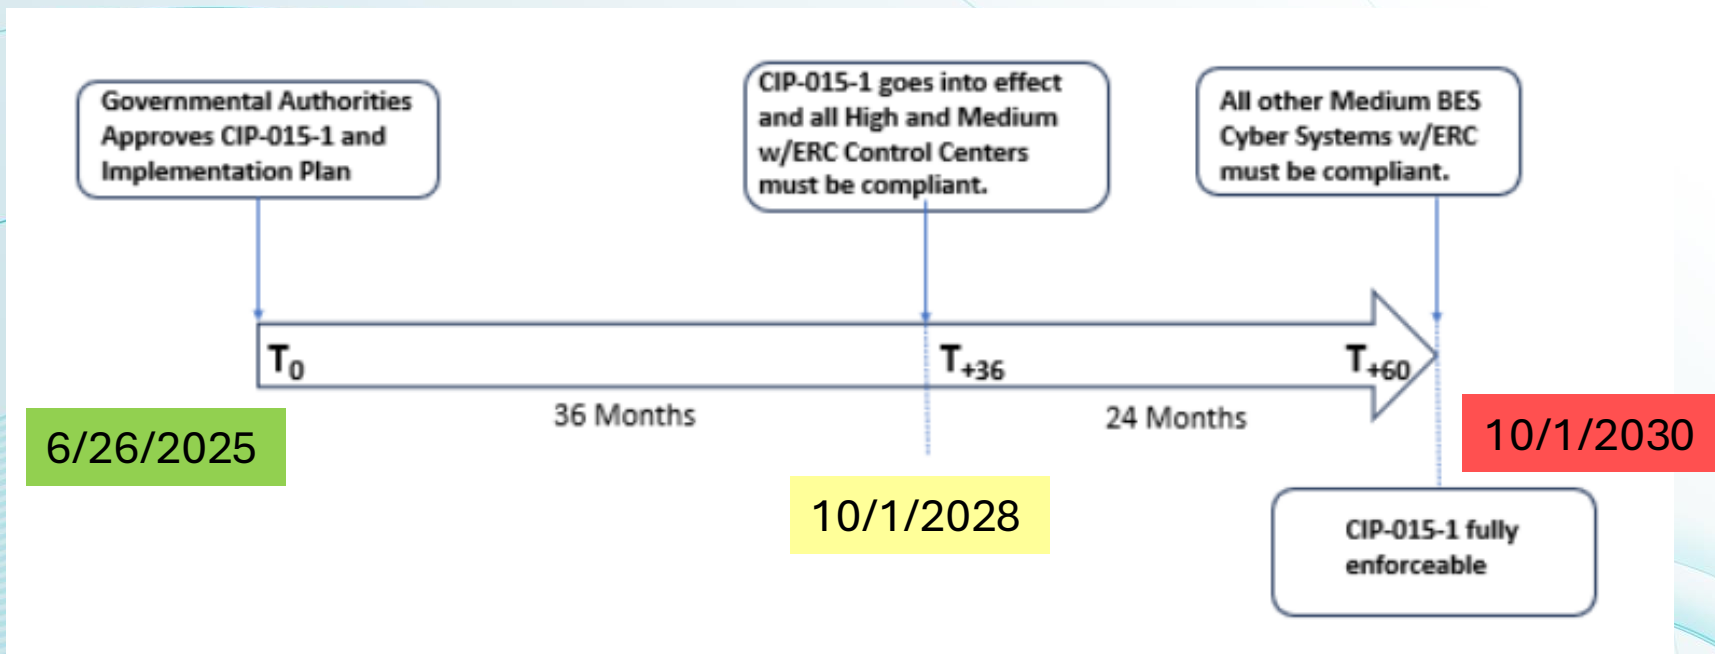 Governmental Authorities
Approves CIP-015-1 and
Implementation Plan
CIP-015-1 goes into effect
and all High and Medium
w/ERC Control Centers
must be compliant.
All other Medium BES
Cyber Systems w/ERC
must be compliant.
T0
T+36
T+60
36 Months
24 Months
6/26/2025
10/1/2028
10/1/2030
CIP-015-1 fully
enforceable